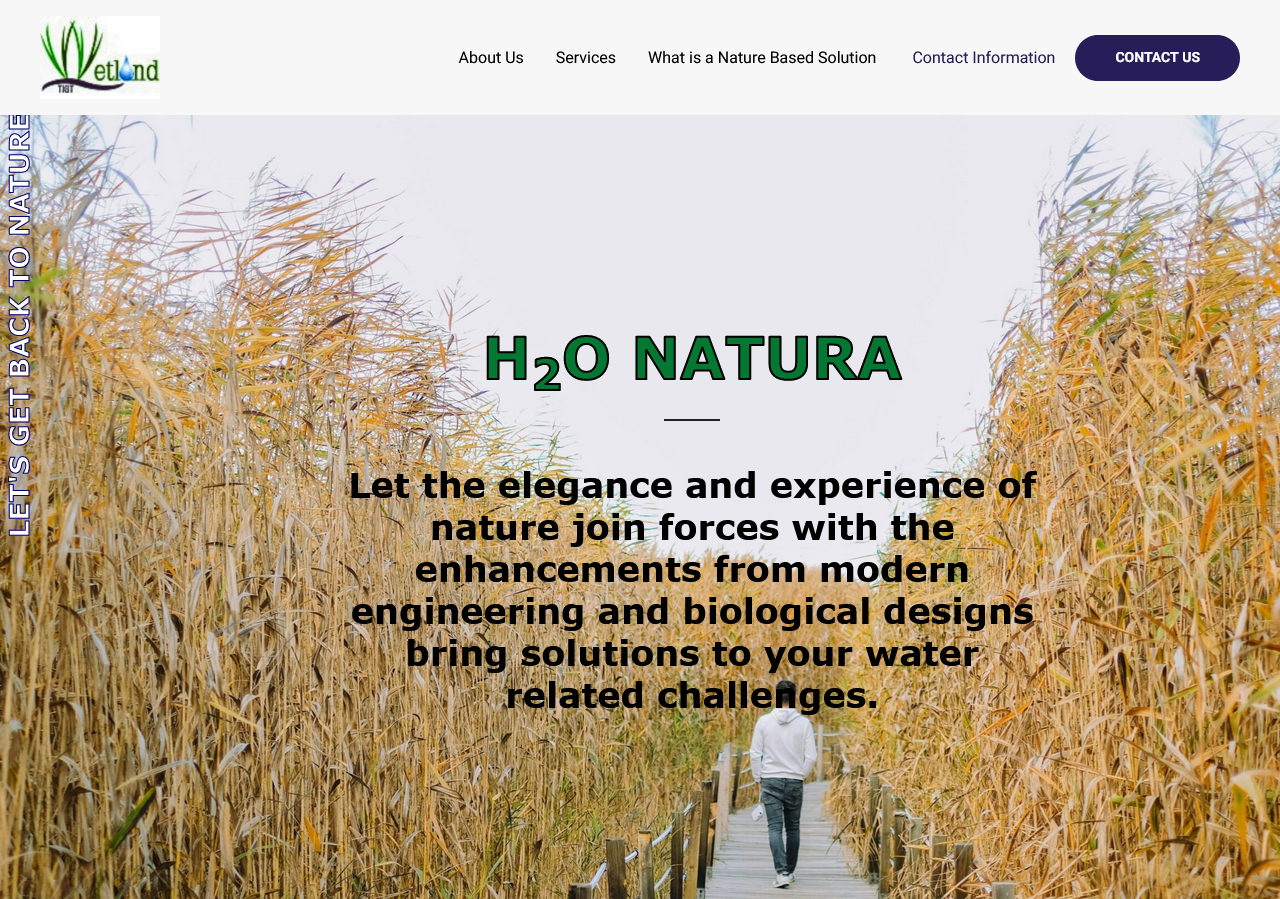 Wetland
TIGT
About Us
Services
What is a Nature Based Solution
Contact Information
CONTACT US
LET'S GET BACK TO NATURE
H₂O NATURA
Let the elegance and experience of
nature join forces with the
enhancements from modern
engineering and biological designs
bring solutions to your water
related challenges.